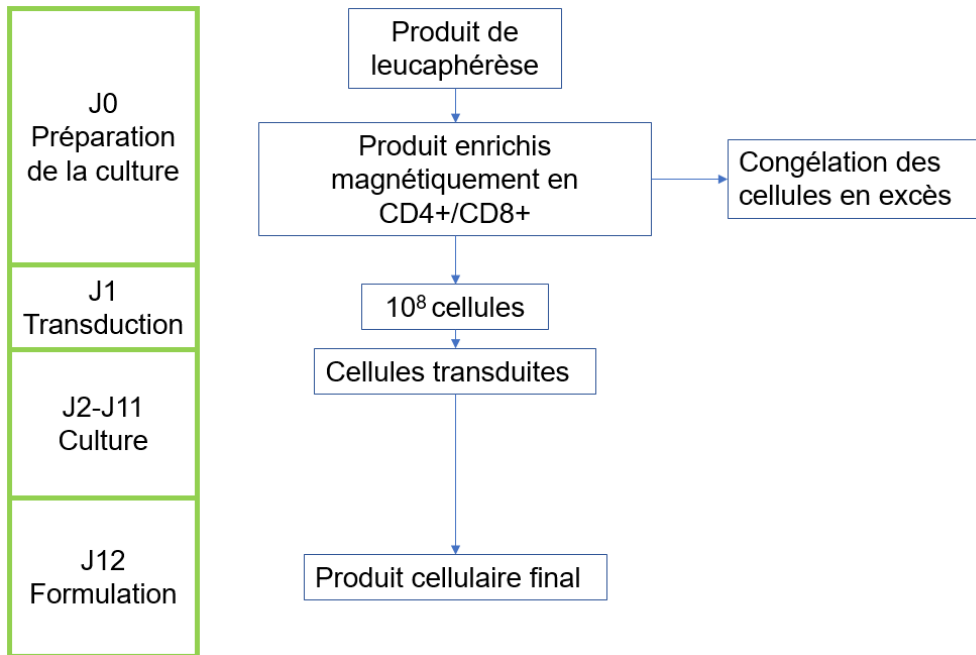 J0
Préparation
de la culture
Produit de
leucaphérèse
Produit enrichis
magnétiquement en
CD4+/CD8+
Congélation des
cellules en excès
J1
Transduction
10⁸ cellules
Cellules transduites
J2-J11
Culture
J12
Formulation
Produit cellulaire final